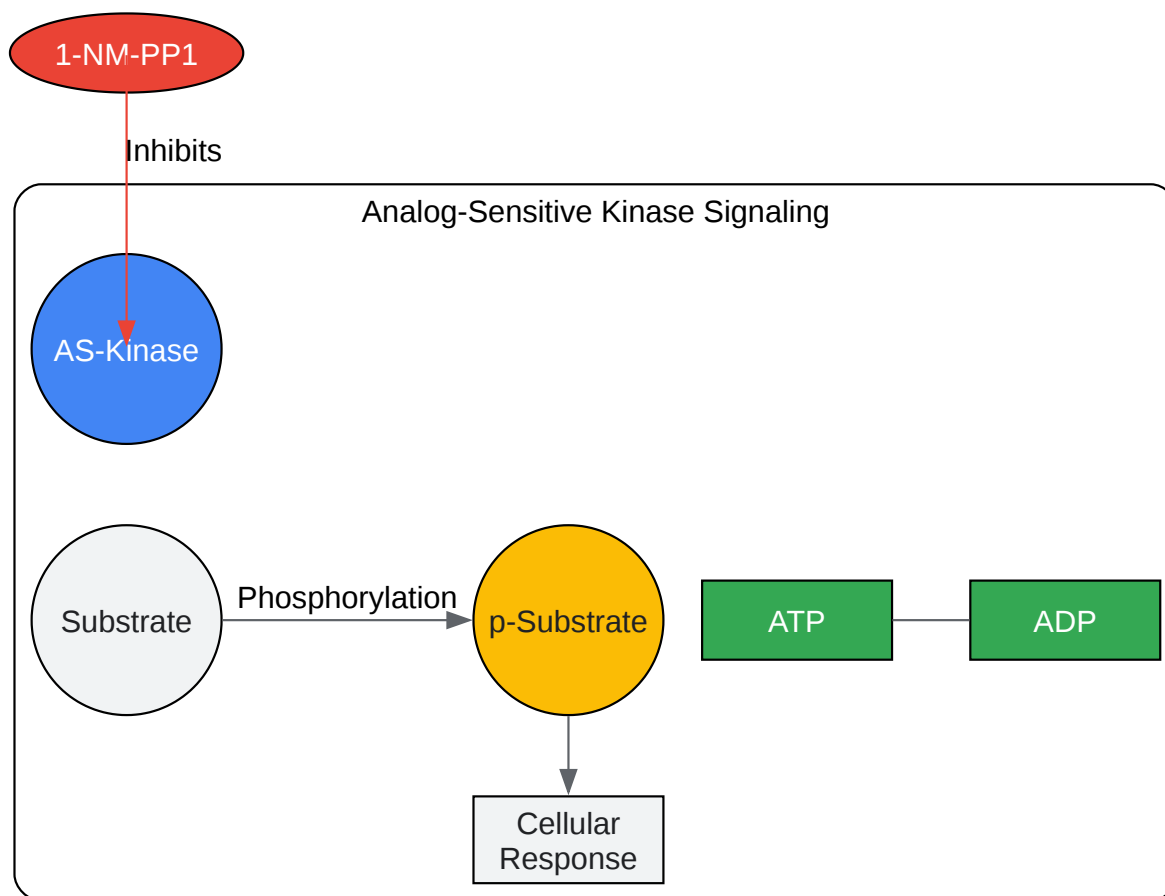 1-NM-PP1
Inhibits
Analog-Sensitive Kinase Signaling
AS-Kinase
Substrate
Phosphorylation
p-Substrate
ATP
ADP
Cellular
Response